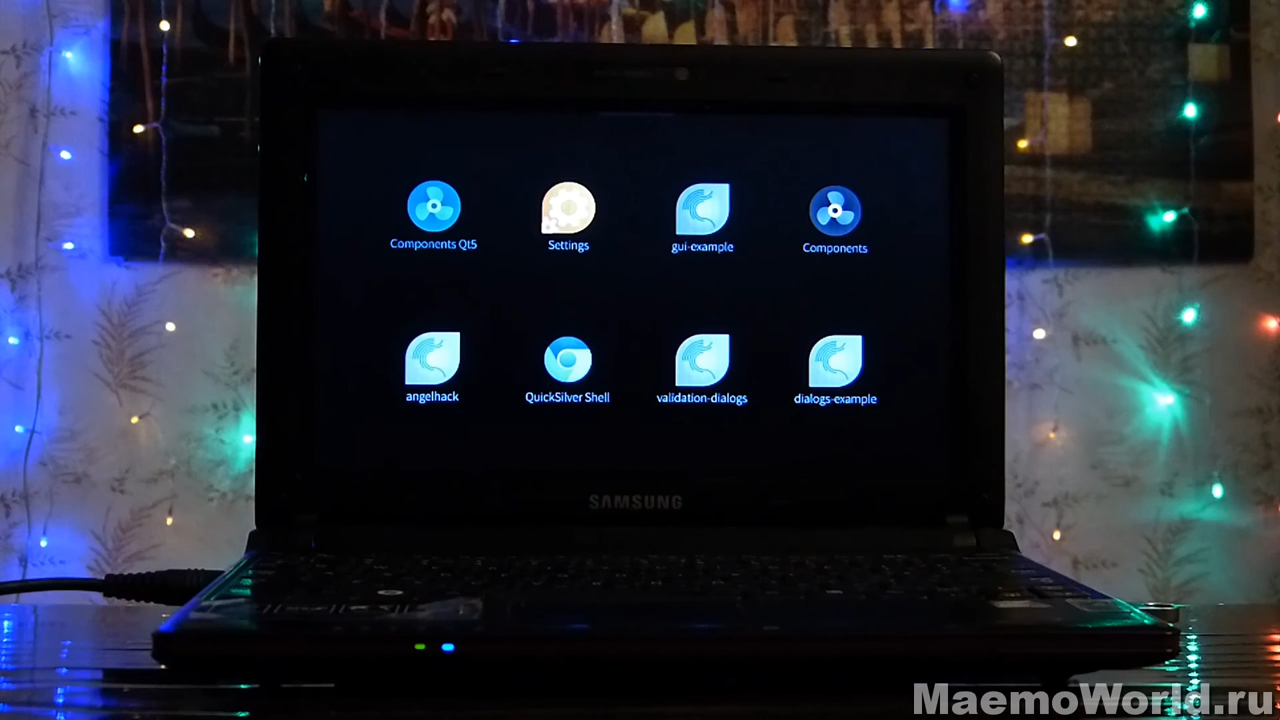 Components Qt5
Settings
gui-example
Components
angelhack
QuickSilver Shell
validation-dialogs
dialogs-example
SAMSUNG
MaemoWorld.ru